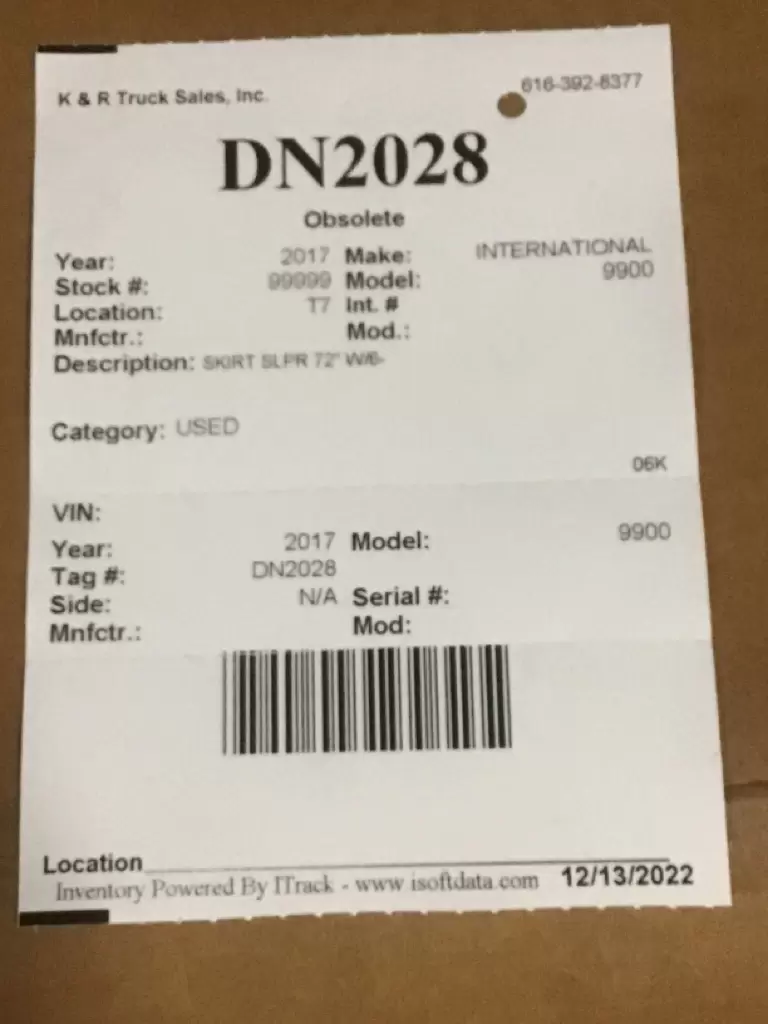 K & R Truck Sales, Inc. 616-392-8377
DN2028
Obsolete
Year: 2017 Make: INTERNATIONAL
Stock #: 99999 Model: 9900
Location: T7 Int. #
Mnfctr.: Mod.:
Description: SKIRT SLPR 72" W/6-
Category: USED
06K
VIN:
Year: 2017 Model: 9900
Tag #: DN2028
Side: N/A Serial #:
Mnfctr.: Mod:
Location
Inventory Powered By ITrack - www.isoftdata.com 12/13/2022